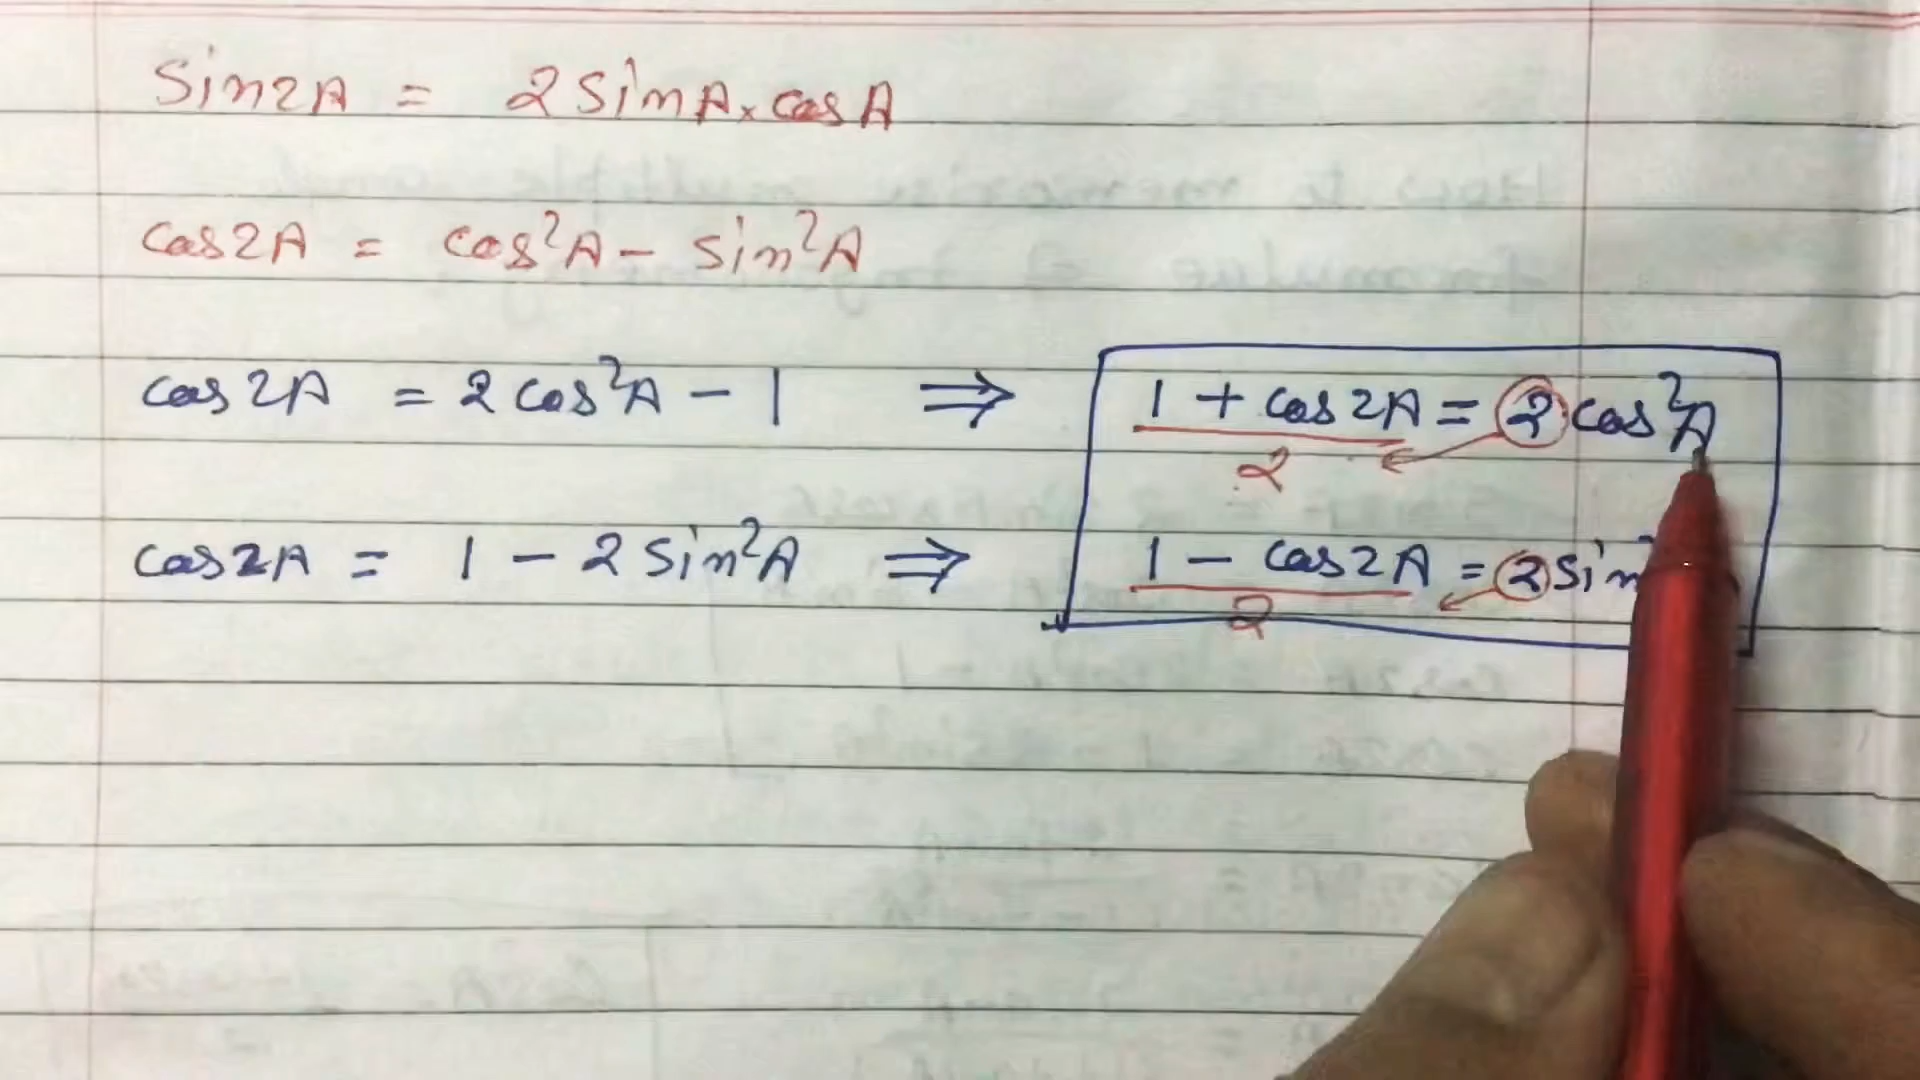 Sin2A = 2SinA×cosA
cos2A = cos²A - sin²A
cos2A = 2cos²A - 1 ⇒ 1 + cos2A = 2cos²A
2
cos2A = 1 - 2Sin²A ⇒ 1 - cos2A = 2Sin
2